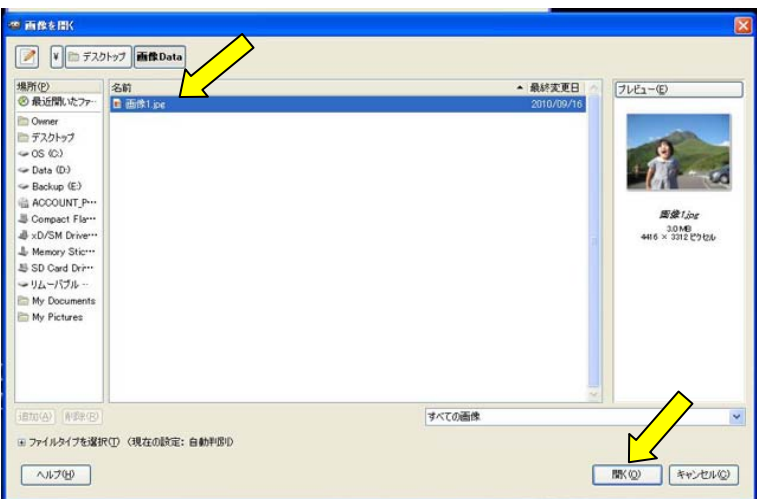 画像を開く
¥ デスクトップ 画像Data
場所(P)
最近開いたファ…
Owner
デスクトップ
OS (C:)
Data (D:)
Backup (E:)
ACCOUNT_P…
Compact Fla…
xD/SM Drive…
Memory Stic…
SD Card Dri…
リムーバブル …
My Documents
My Pictures
名前 最終変更日
画像1.jpg 2010/09/16
プレビュー(E)
画像1.jpg
3.0 MB
4416 × 3312 ピクセル
追加(A) 削除(R)
すべての画像
ファイルタイプを選択(T) (現在の設定: 自動判別)
ヘルプ(H) 開く(O) キャンセル(C)